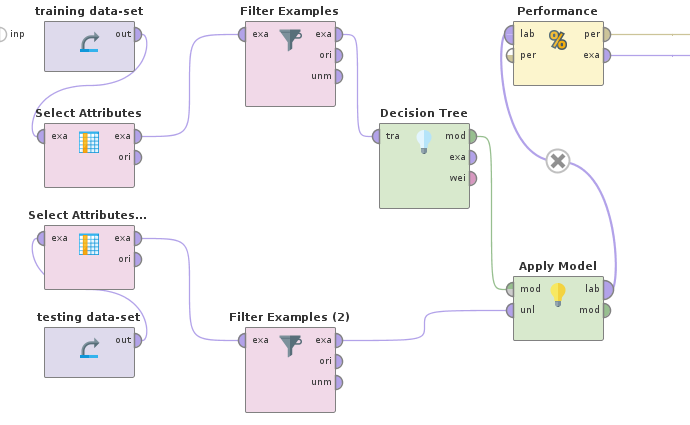 training data-set
inp
out
Select Attributes
exa exa
ori
Filter Examples
exa exa
ori
unm
Decision Tree
tra mod
exa
wei
Performance
lab per
per exa
Select Attributes...
exa exa
ori
testing data-set
out
Filter Examples (2)
exa exa
ori
unm
Apply Model
mod lab
unl mod